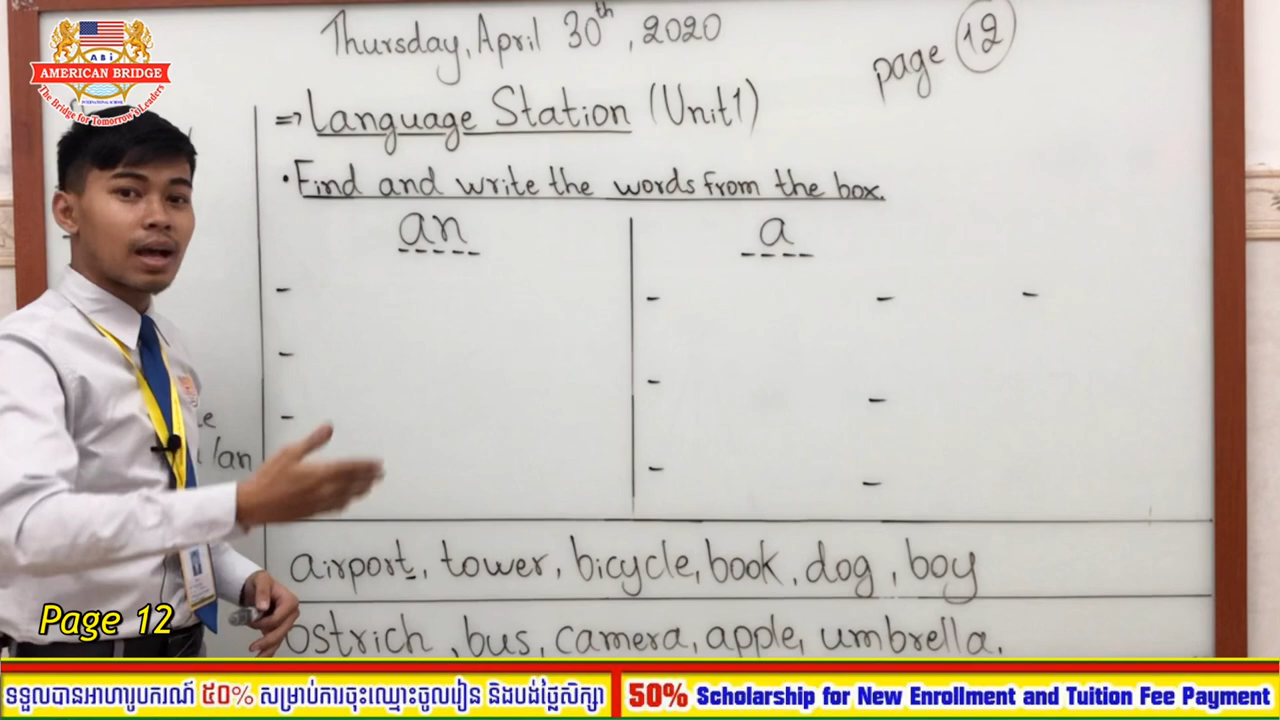 ABi
AMERICAN BRIDGE
INTERNATIONAL SCHOOL
The Bridge for Tomorrow's Leaders
Thursday, April 30th, 2020
page 12
⇒ Language Station (Unit 1)
• Find and write the words from the box.
an
a
- 
- -
- -
-
- -
-
/an
airport, tower, bicycle, book, dog, boy
ostrich, bus, camera, apple, umbrella.
Page 12
ទទួលបានអាហារូបករណ៍ ៥០% សម្រាប់ការចុះឈ្មោះចូលរៀន និងបង់ថ្លៃសិក្សា
50% Scholarship for New Enrollment and Tuition Fee Payment